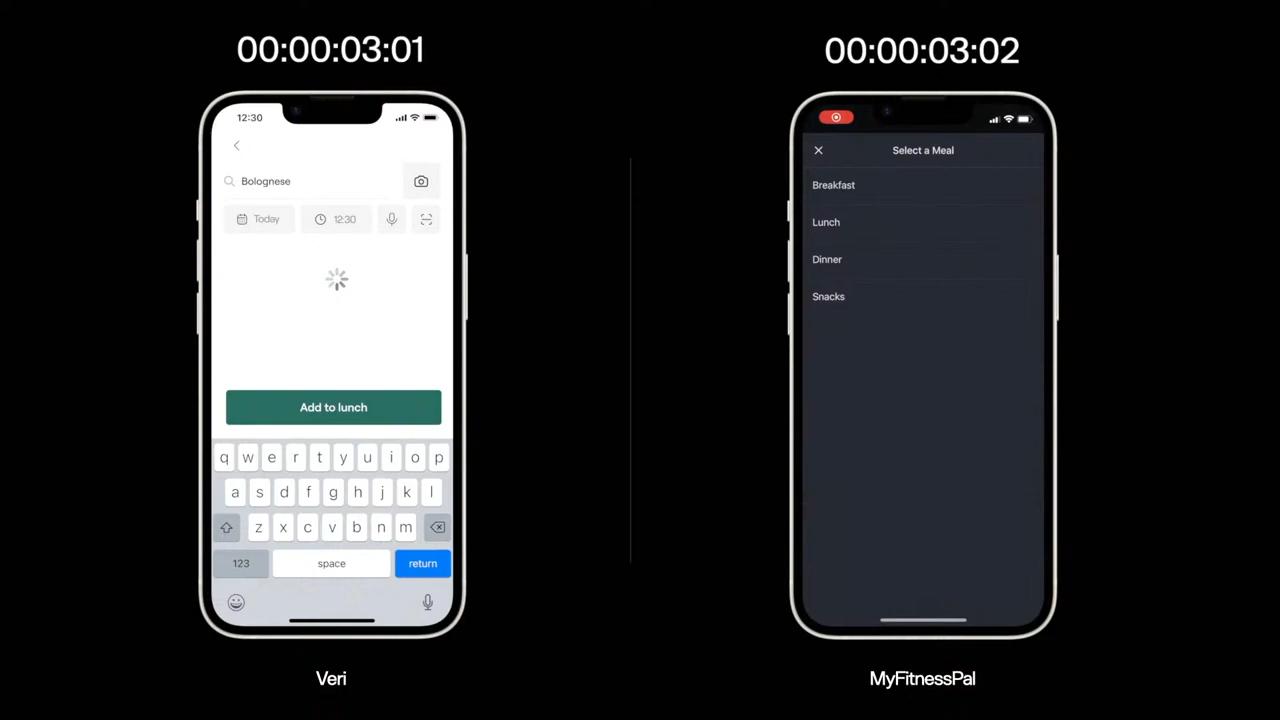 00:00:03:01
12:30
Bolognese
Today
12:30
Add to lunch
q w e r t y u i o p
a s d f g h j k l
z x c v b n m
123 space return
Veri
00:00:03:02
Select a Meal
Breakfast
Lunch
Dinner
Snacks
MyFitnessPal